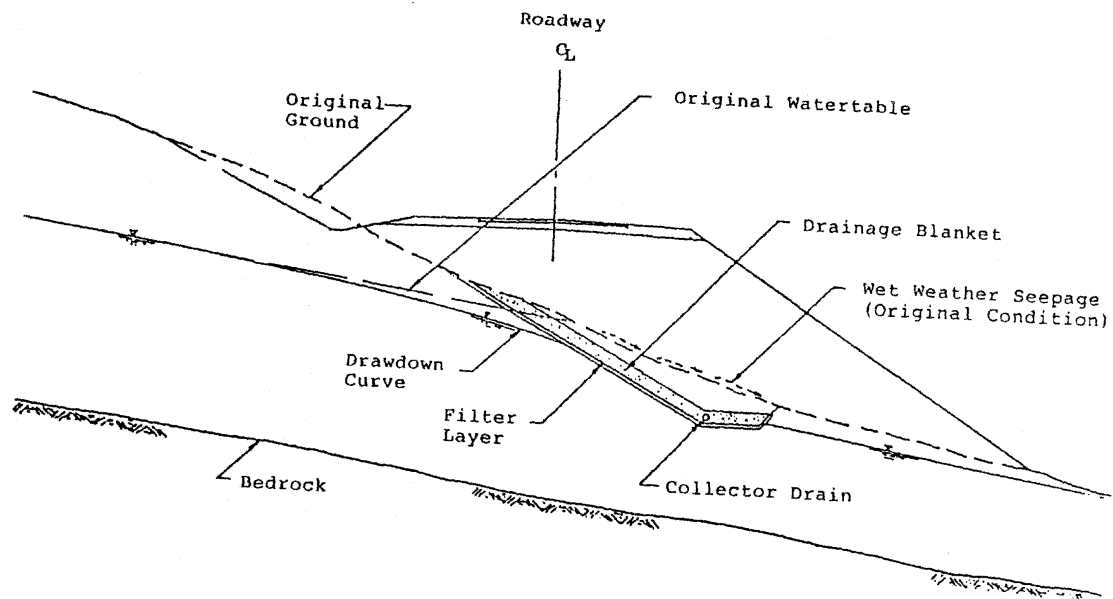 Roadway
CL
Original
Ground
Original Watertable
Drainage Blanket
Wet Weather Seepage
(Original Condition)
Drawdown
Curve
Filter
Layer
Bedrock
Collector Drain